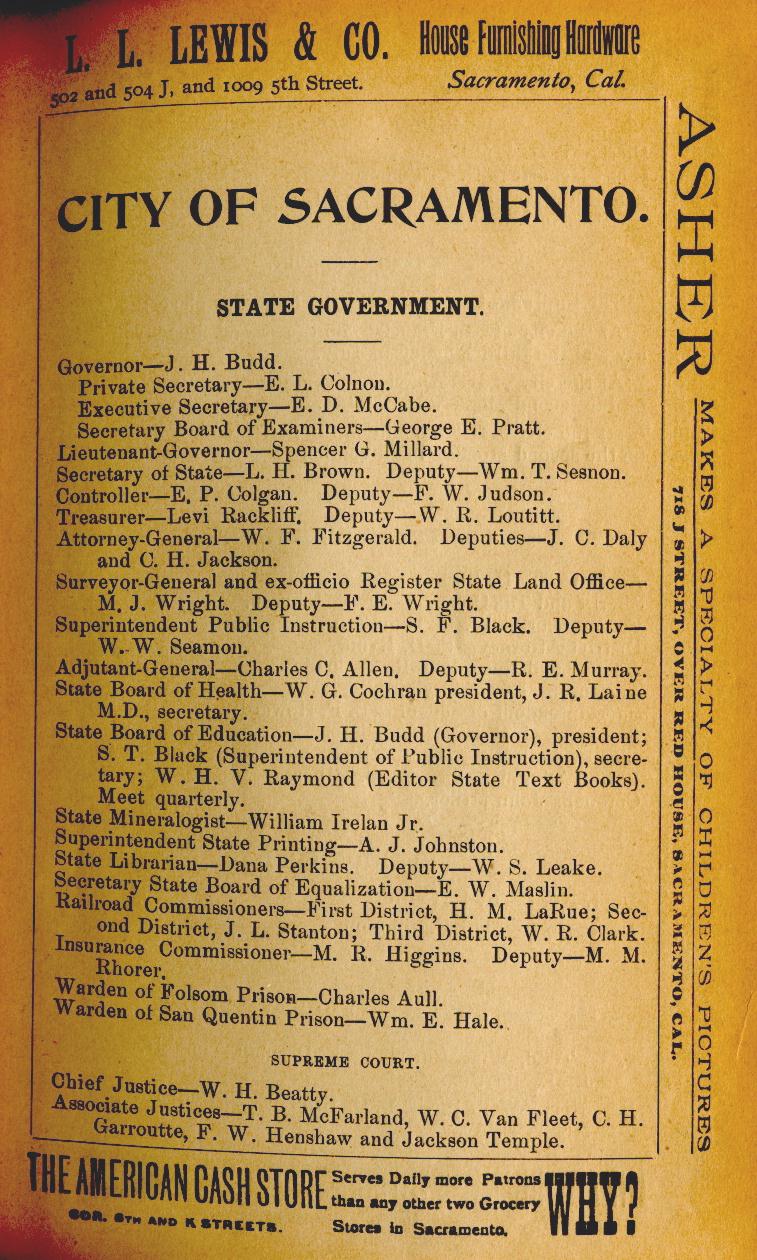 L. L. LEWIS & CO. House Furnishing Hardware
502 and 504 J, and 1009 5th Street. Sacramento, Cal.
CITY OF SACRAMENTO.
STATE GOVERNMENT.
Governor—J. H. Budd.
Private Secretary—E. L. Colnon.
Executive Secretary—E. D. McCabe.
Secretary Board of Examiners—George E. Pratt.
Lieutenant-Governor—Spencer G. Millard.
Secretary of State—L. H. Brown. Deputy—Wm. T. Sesnon.
Controller—E. P. Colgan. Deputy—F. W. Judson.
Treasurer—Levi Rackliff. Deputy—W. R. Loutitt.
Attorney-General—W. F. Fitzgerald. Deputies—J. C. Daly
and C. H. Jackson.
Surveyor-General and ex-officio Register State Land Office—
M. J. Wright. Deputy—F. E. Wright.
Superintendent Public Instruction—S. F. Black. Deputy—
W. W. Seamon.
Adjutant-General—Charles C. Allen. Deputy—R. E. Murray.
State Board of Health—W. G. Cochran president, J. R. Laine
M.D., secretary.
State Board of Education—J. H. Budd (Governor), president;
S. T. Black (Superintendent of Public Instruction), secre-
tary; W. H. V. Raymond (Editor State Text Books).
Meet quarterly.
State Mineralogist—William Irelan Jr.
Superintendent State Printing—A. J. Johnston.
State Librarian—Dana Perkins. Deputy—W. S. Leake.
Secretary State Board of Equalization—E. W. Maslin.
Railroad Commissioners—First District, H. M. LaRue; Sec-
ond District, J. L. Stanton; Third District, W. R. Clark.
Insurance Commissioner—M. R. Higgins. Deputy—M. M.
Rhorer.
Warden of Folsom Prison—Charles Aull.
Warden of San Quentin Prison—Wm. E. Hale.
SUPREME COURT.
Chief Justice—W. H. Beatty.
Associate Justices—T. B. McFarland, W. C. Van Fleet, C. H.
Garroutte, F. W. Henshaw and Jackson Temple.
ASHER MAKES A SPECIALTY OF CHILDREN'S PICTURES
718 J STREET, OVER RED HOUSE, SACRAMENTO, CAL.
THE AMERICAN CASH STORE
COR. 8TH AND K STREETS.
Serves Daily more Patrons
than any other two Grocery
Stores in Sacramento.
WHY?